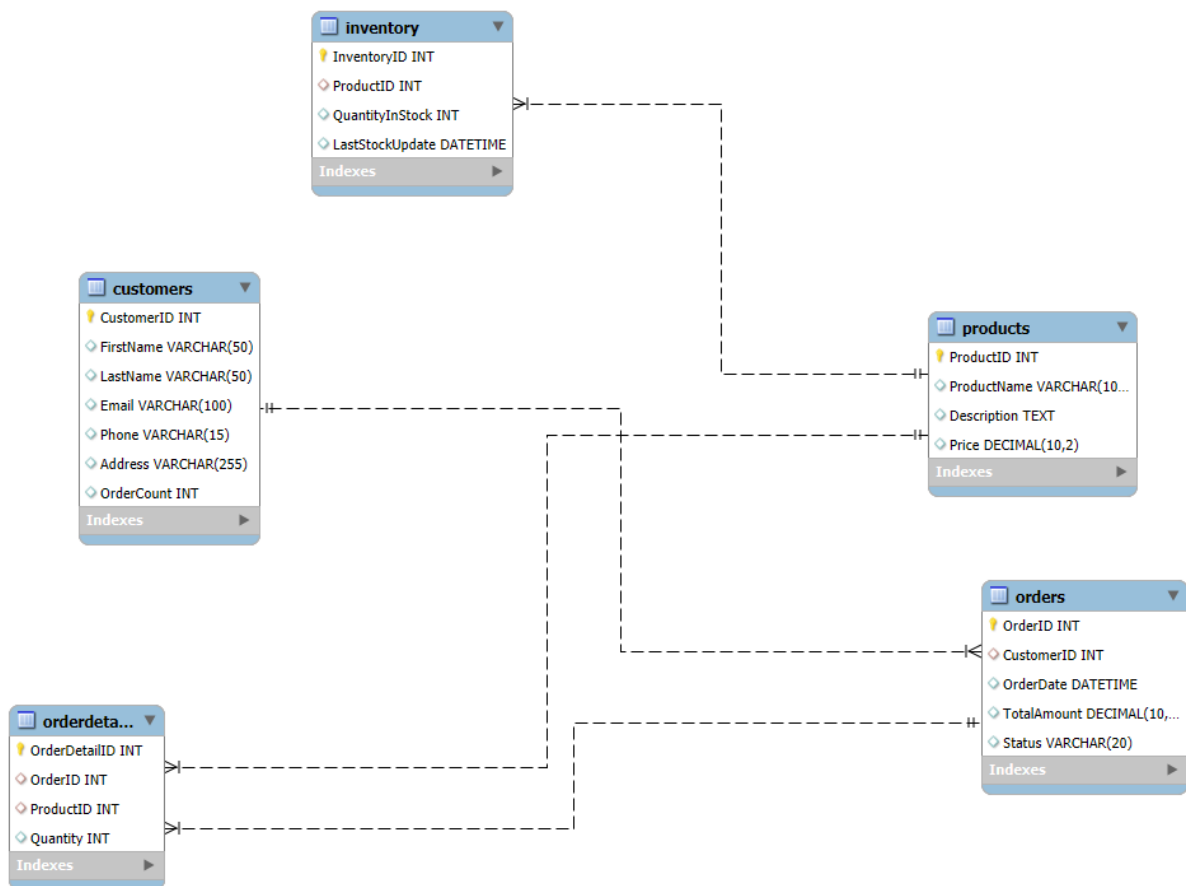 inventory
InventoryID INT
ProductID INT
QuantityInStock INT
LastStockUpdate DATETIME
Indexes
customers
CustomerID INT
FirstName VARCHAR(50)
LastName VARCHAR(50)
Email VARCHAR(100)
Phone VARCHAR(15)
Address VARCHAR(255)
OrderCount INT
Indexes
products
ProductID INT
ProductName VARCHAR(10...
Description TEXT
Price DECIMAL(10,2)
Indexes
orders
OrderID INT
CustomerID INT
OrderDate DATETIME
TotalAmount DECIMAL(10,...
Status VARCHAR(20)
Indexes
orderdeta...
OrderDetailID INT
OrderID INT
ProductID INT
Quantity INT
Indexes